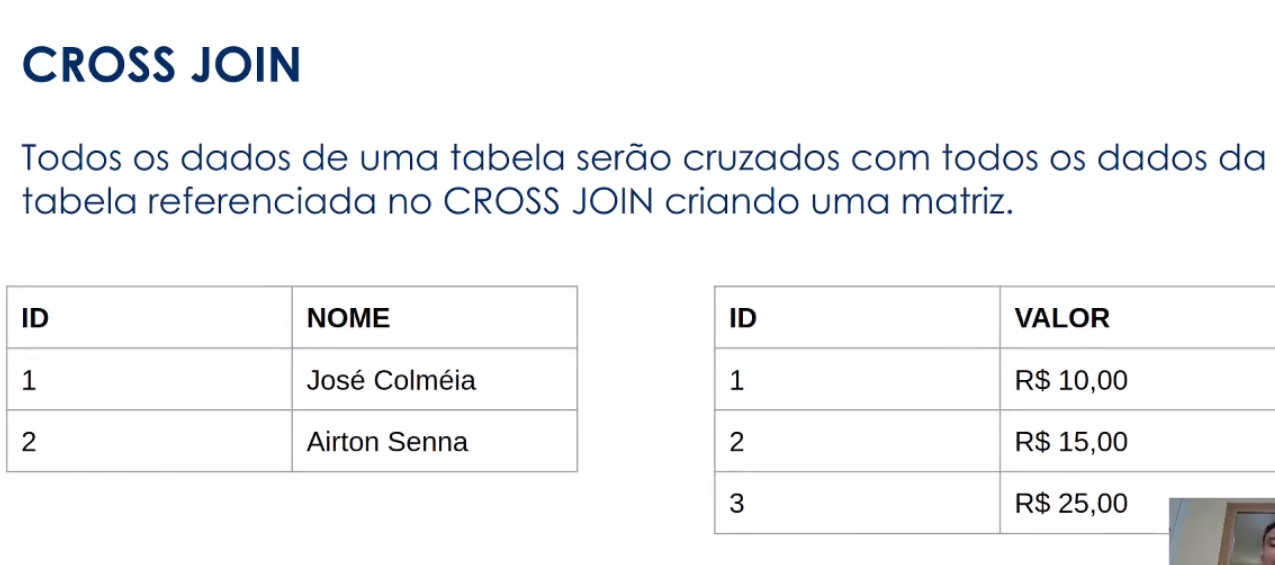 CROSS JOIN
Todos os dados de uma tabela serão cruzados com todos os dados da
tabela referenciada no CROSS JOIN criando uma matriz.
ID NOME
1 José Colméia
2 Airton Senna
ID VALOR
1 R$ 10,00
2 R$ 15,00
3 R$ 25,00